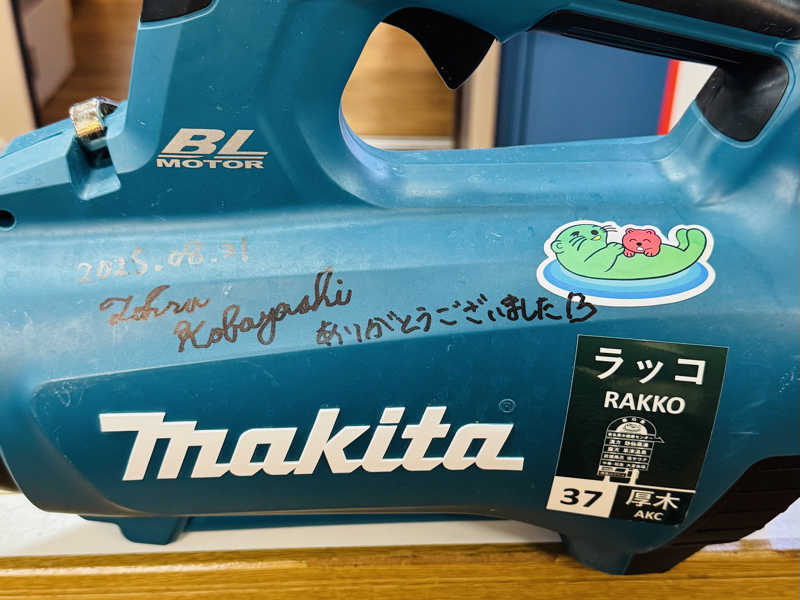 BL
MOTOR
2025.08.31
Tohru
Kobayashi
ありがとうございました
makita
®
ラッコ
RAKKO
37
厚木
AKC